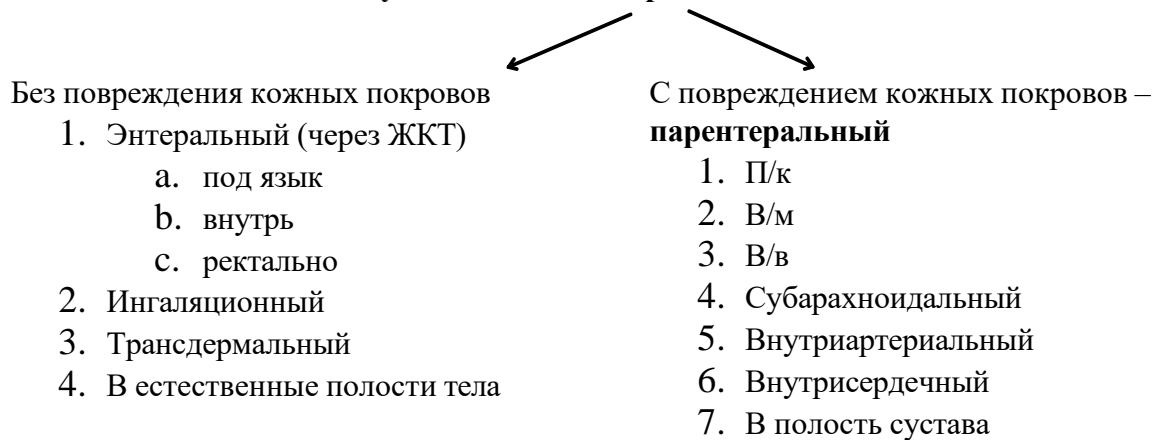 Без повреждения кожных покровов
1. Энтеральный (через ЖКТ)
a. под язык
b. внутрь
c. ректально
2. Ингаляционный
3. Трансдермальный
4. В естественные полости тела
С повреждением кожных покровов –
парентеральный
1. П/к
2. В/м
3. В/в
4. Субарахноидальный
5. Внутриартериальный
6. Внутрисердечный
7. В полость сустава